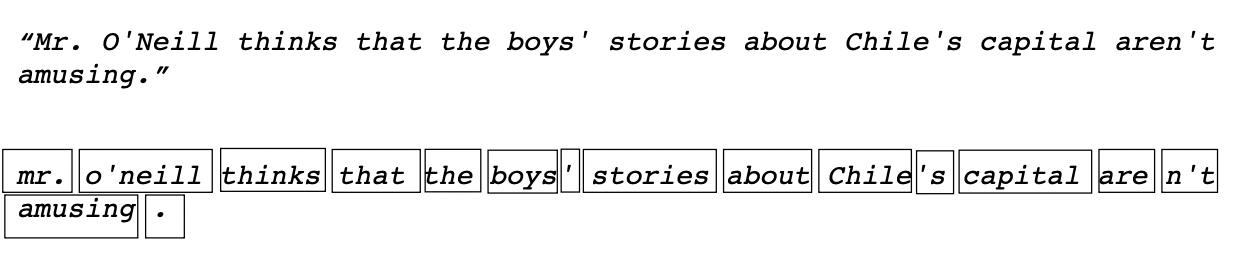 “Mr. O'Neill thinks that the boys' stories about Chile's capital aren't
amusing.”
mr. o'neill thinks that the boys ' stories about Chile 's capital are n't
amusing .